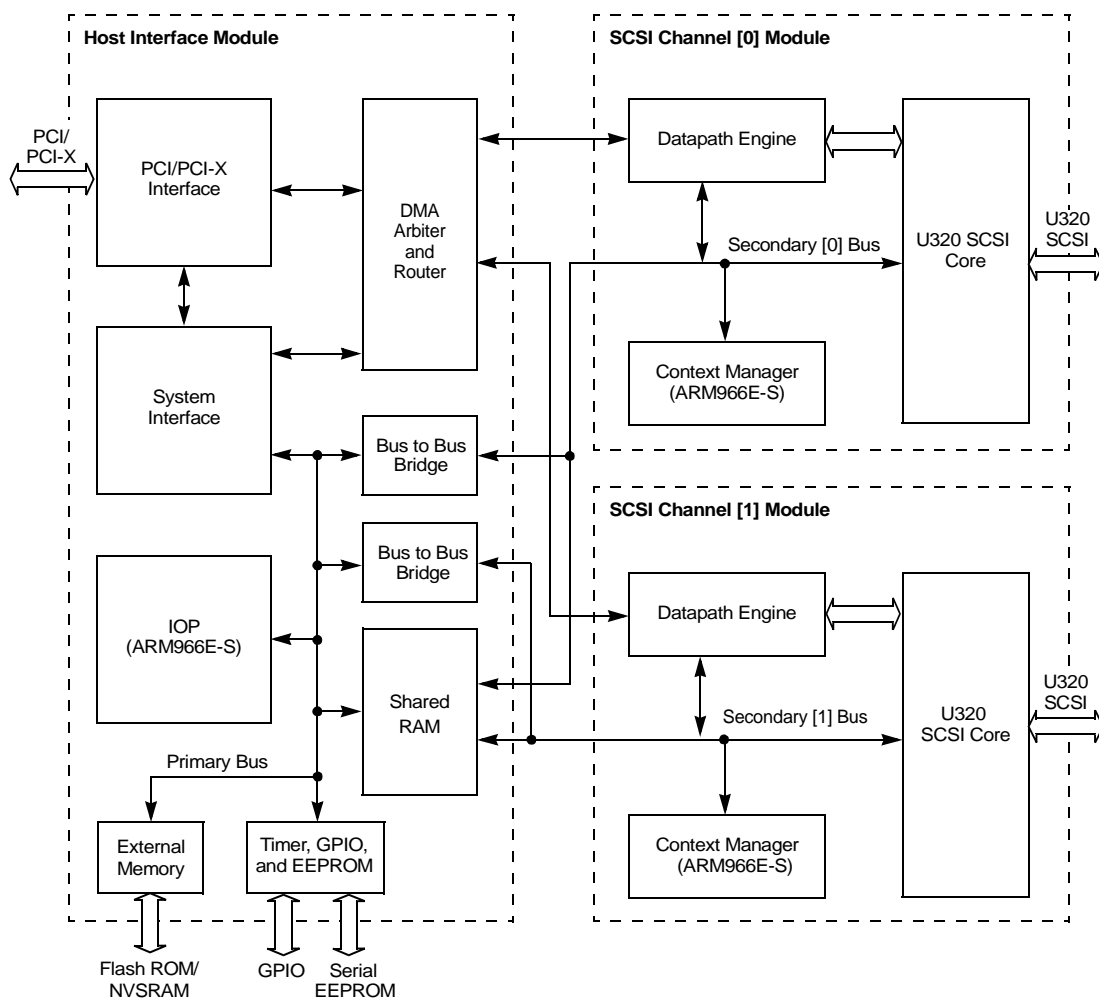 Host Interface Module
PCI/
PCI-X
PCI/PCI-X
Interface
DMA
Arbiter
and
Router
System
Interface
Bus to Bus
Bridge
Bus to Bus
Bridge
IOP
(ARM966E-S)
Shared
RAM
Primary Bus
External
Memory
Timer, GPIO,
and EEPROM
Flash ROM/
NVSRAM
GPIO
Serial
EEPROM
SCSI Channel [0] Module
Datapath Engine
Secondary [0] Bus
U320 SCSI
Core
U320
SCSI
Context Manager
(ARM966E-S)
SCSI Channel [1] Module
Datapath Engine
Secondary [1] Bus
U320
SCSI Core
U320
SCSI
Context Manager
(ARM966E-S)